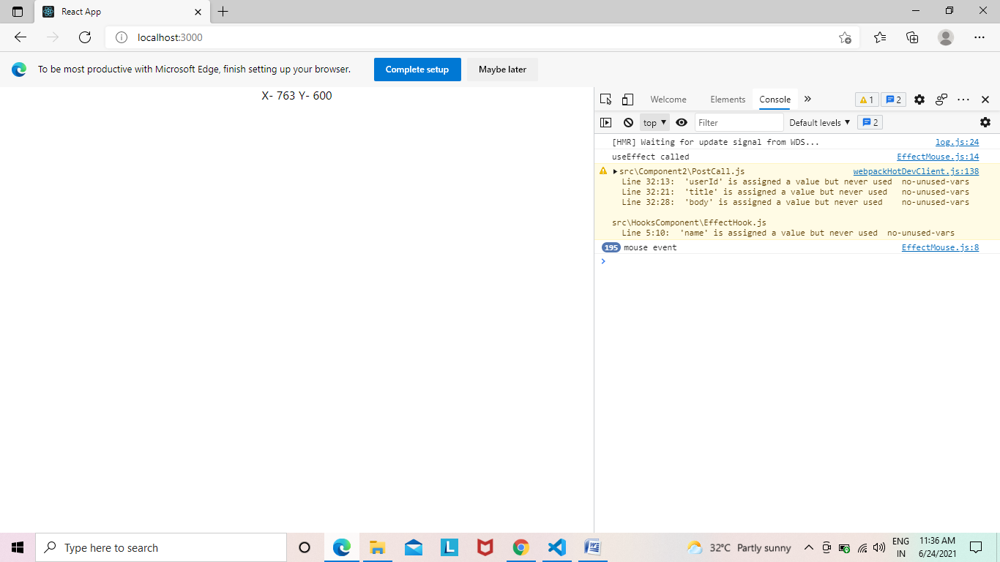 React App
localhost:3000
To be most productive with Microsoft Edge, finish setting up your browser. Complete setup Maybe later
X- 763 Y- 600
Welcome Elements Console 1 2
top Filter Default levels 2
[HMR] Waiting for update signal from WDS... log.js:24
useEffect called EffectMouse.js:14
src\Component2\PostCall.js webpackHotDevClient.js:138
Line 32:13: 'userId' is assigned a value but never used no-unused-vars
Line 32:21: 'title' is assigned a value but never used no-unused-vars
Line 32:28: 'body' is assigned a value but never used no-unused-vars
src\HooksComponent\EffectHook.js
Line 5:10: 'name' is assigned a value but never used no-unused-vars
195 mouse event EffectMouse.js:8
Type here to search
L
W
32°C Partly sunny
ENG
IN
11:36 AM
6/24/2021